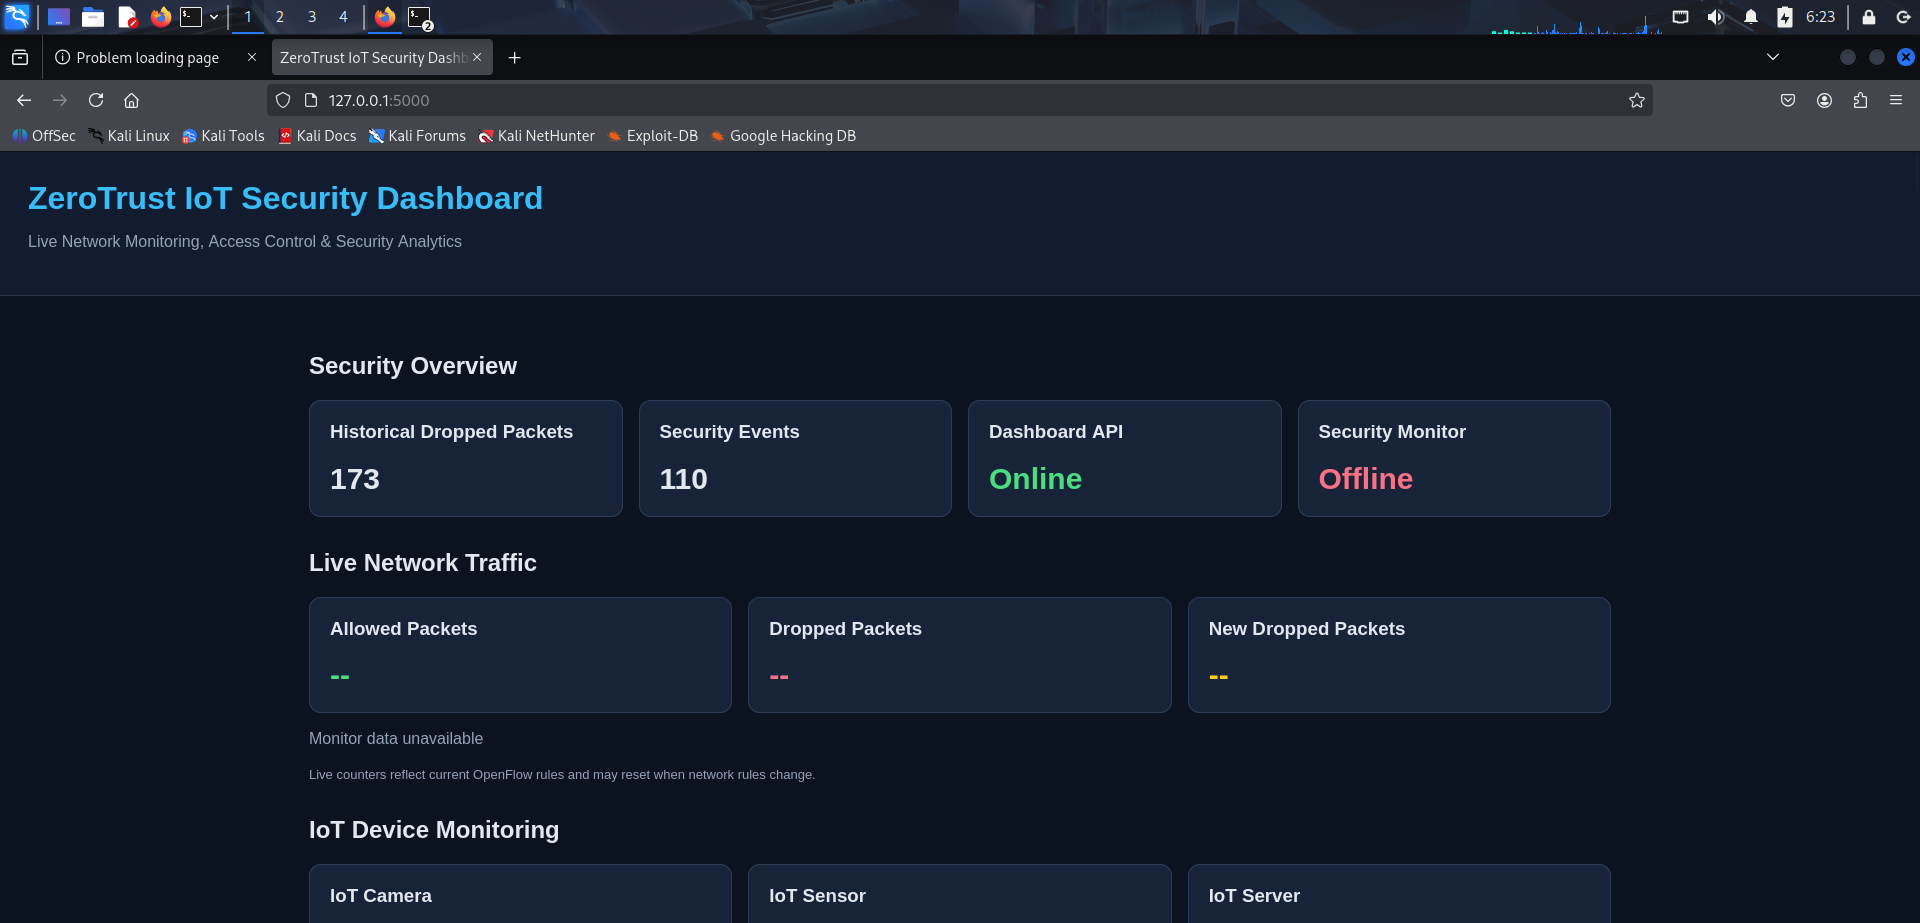 1 2 3 4 2 6:23
Problem loading page ZeroTrust IoT Security Dashb
127.0.0.1:5000
OffSec Kali Linux Kali Tools Kali Docs Kali Forums Kali NetHunter Exploit-DB Google Hacking DB
ZeroTrust IoT Security Dashboard
Live Network Monitoring, Access Control & Security Analytics
Security Overview
Historical Dropped Packets
173
Security Events
110
Dashboard API
Online
Security Monitor
Offline
Live Network Traffic
Allowed Packets
--
Dropped Packets
--
New Dropped Packets
--
Monitor data unavailable
Live counters reflect current OpenFlow rules and may reset when network rules change.
IoT Device Monitoring
IoT Camera
IoT Sensor
IoT Server